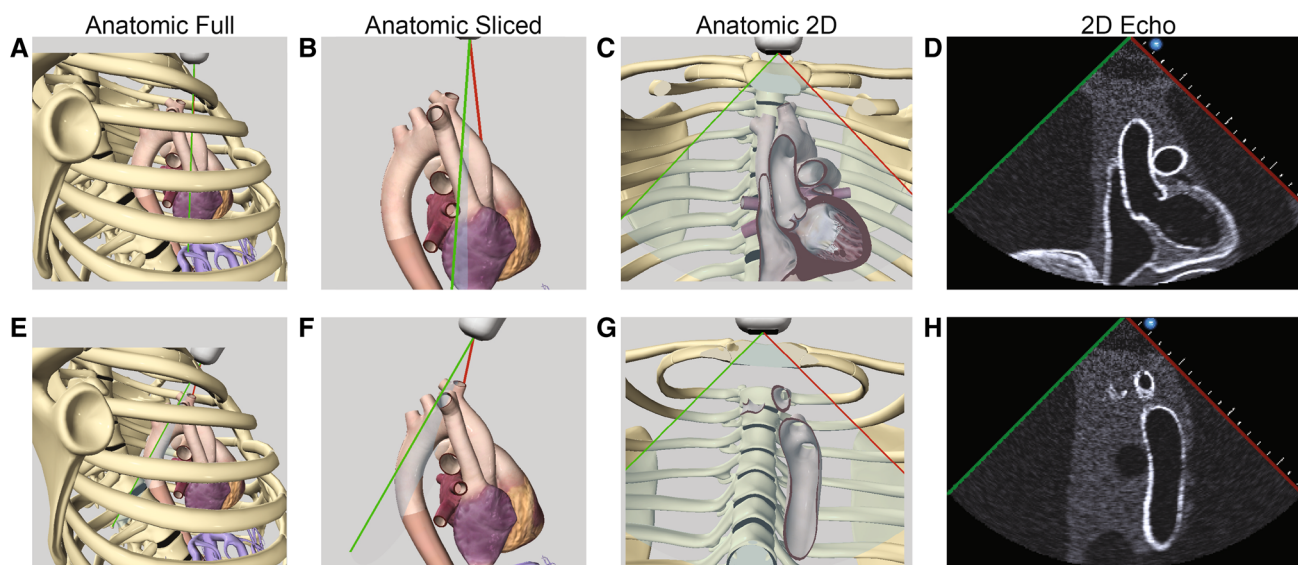 Anatomic Full
Anatomic Sliced
Anatomic 2D
2D Echo
A
B
C
D
E
F
G
H